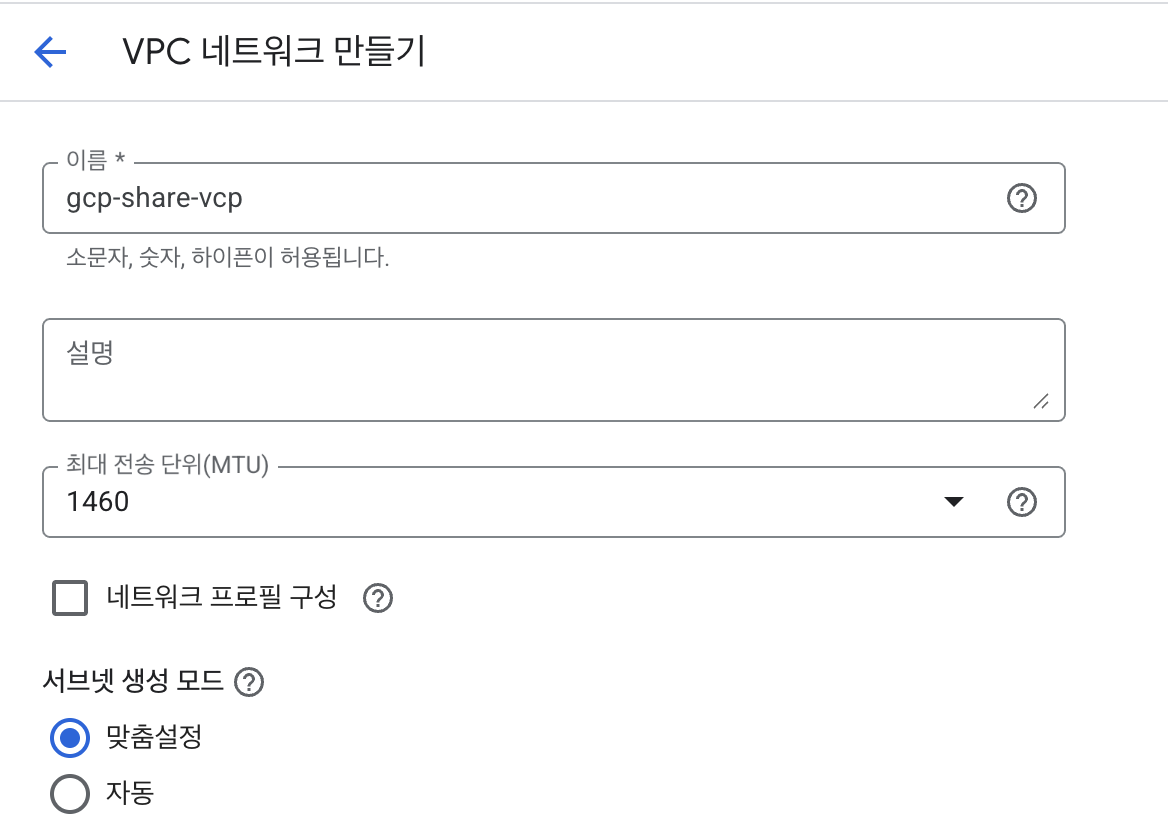 VPC 네트워크 만들기
이름 *
gcp-share-vcp
소문자, 숫자, 하이픈이 허용됩니다.
설명
최대 전송 단위(MTU)
1460
네트워크 프로필 구성
서브넷 생성 모드
맞춤설정
자동